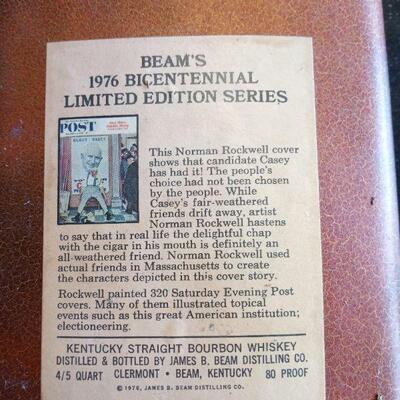 BEAM'S
1976 BICENTENNIAL
LIMITED EDITION SERIES
POST
ELECT CASEY
This Norman Rockwell cover
shows that candidate Casey
has had it! The people's
choice had not been chosen
by the people. While
Casey's fair-weathered
friends drift away, artist
Norman Rockwell hastens
to say that in real life the delightful chap
with the cigar in his mouth is definitely an
all-weathered friend. Norman Rockwell used
actual friends in Massachusetts to create
the characters depicted in this cover story.
Rockwell painted 320 Saturday Evening Post
covers. Many of them illustrated topical
events such as this great American institution;
electioneering.
KENTUCKY STRAIGHT BOURBON WHISKEY
DISTILLED & BOTTLED BY JAMES B. BEAM DISTILLING CO.
4/5 QUART CLERMONT • BEAM, KENTUCKY 80 PROOF
© 1976, JAMES B. BEAM DISTILLING CO.